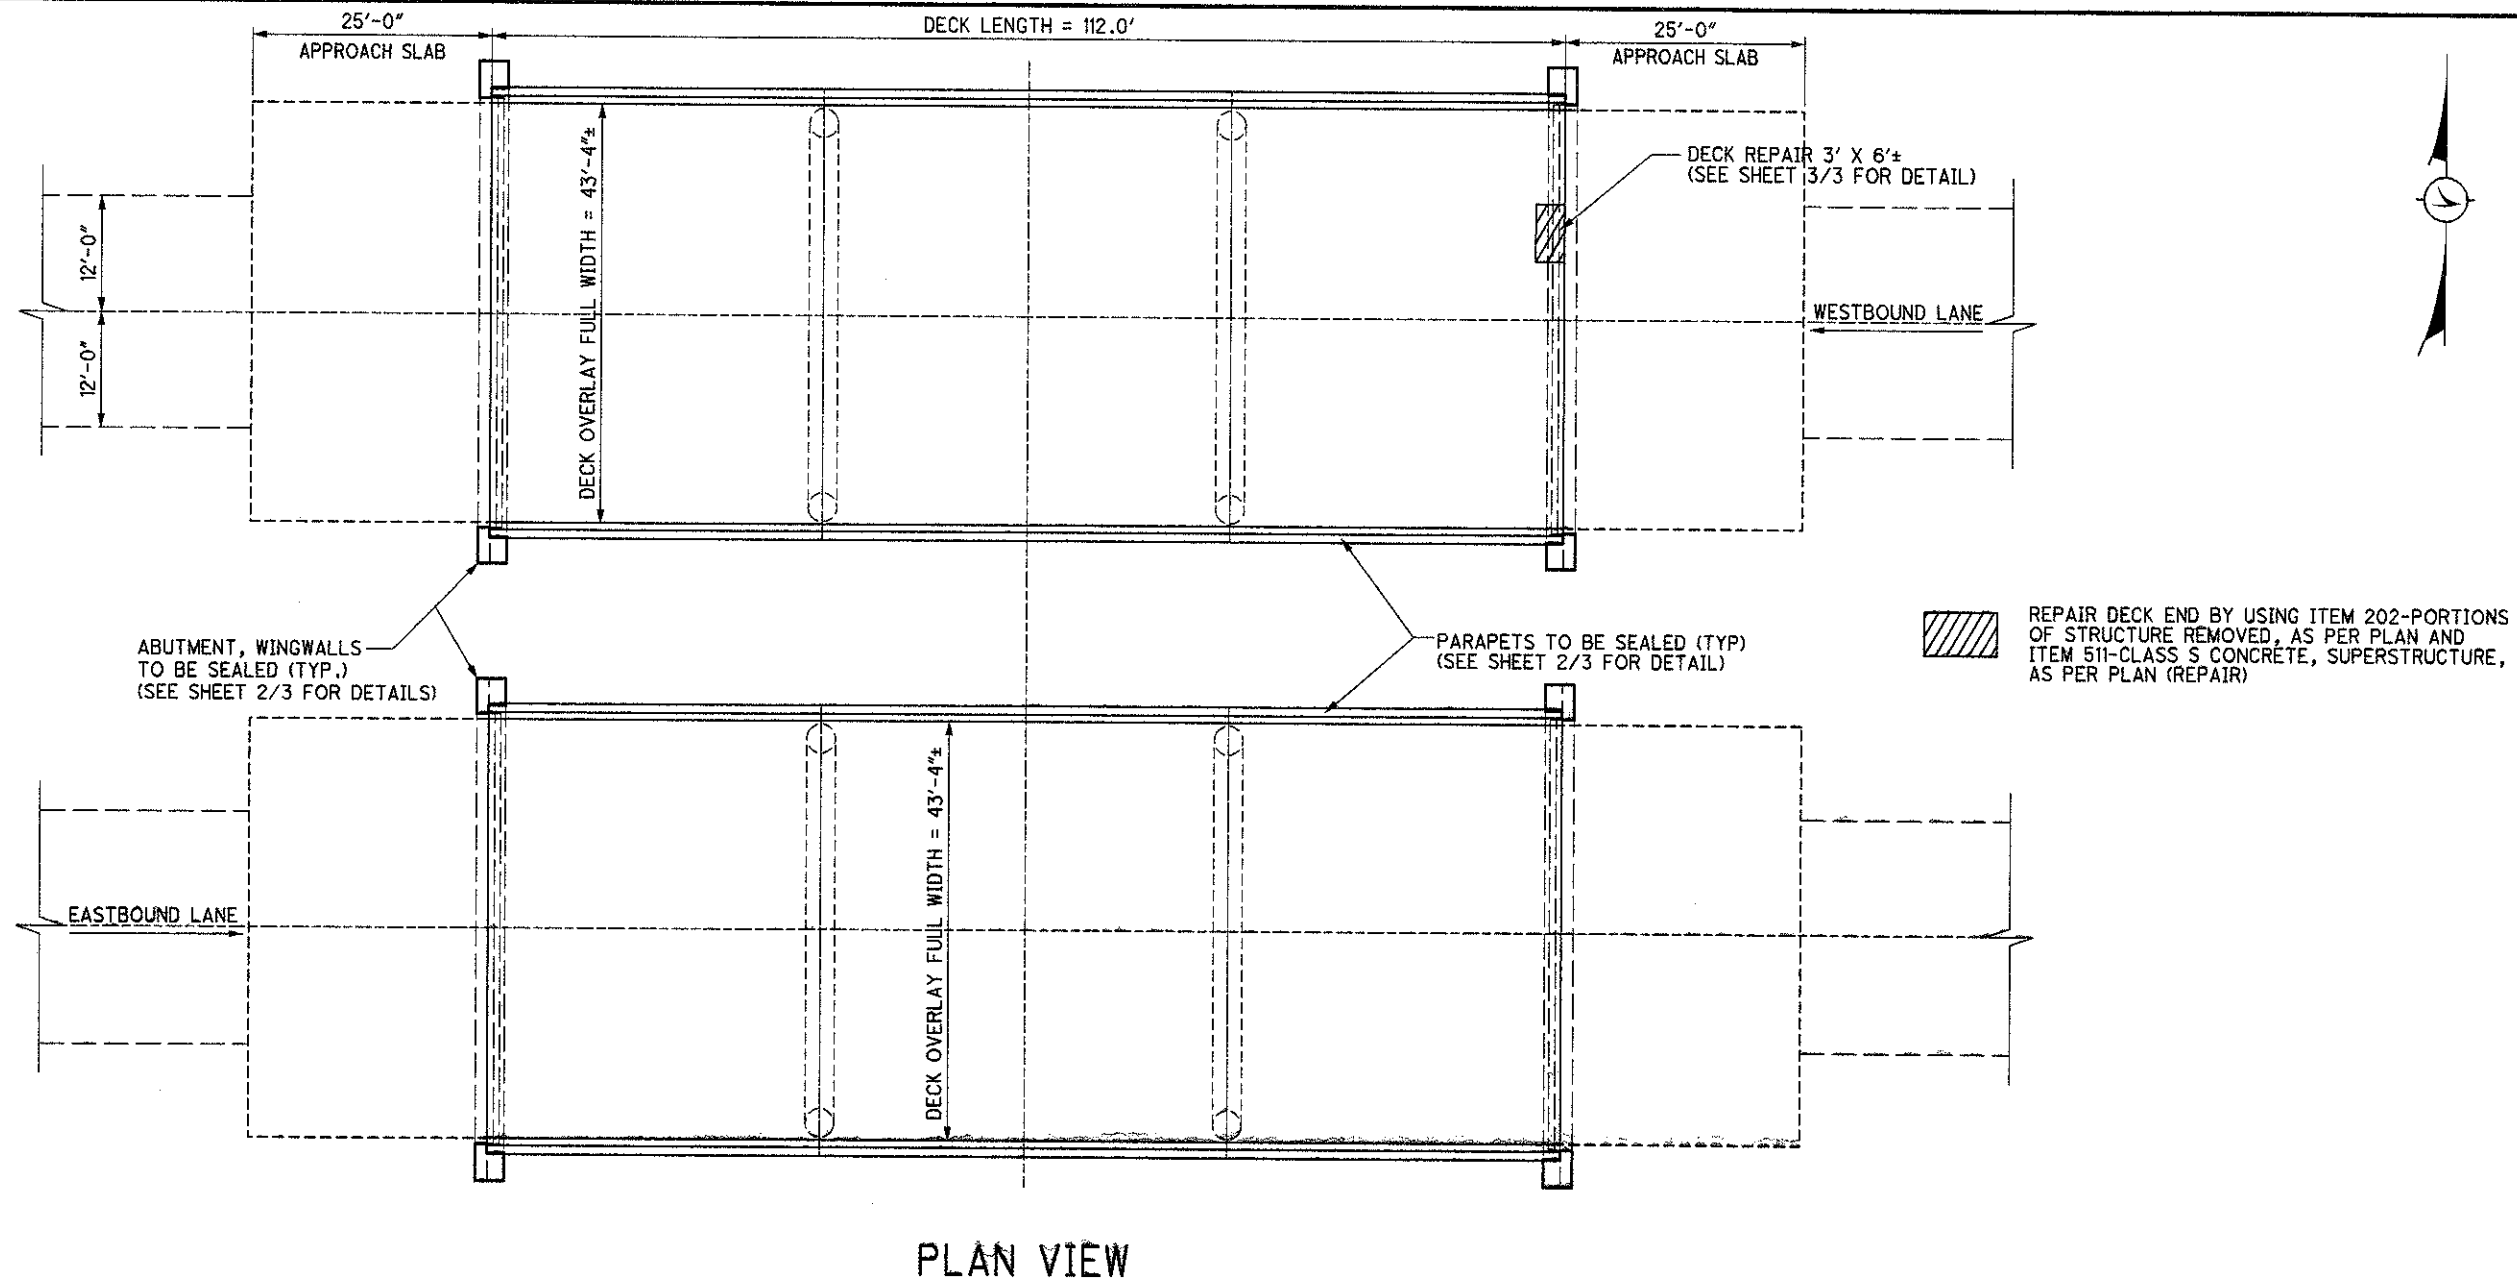 25'-0"
APPROACH SLAB
DECK LENGTH = 112.0'
25'-0"
APPROACH SLAB
DECK OVERLAY FULL WIDTH = 43'-4"±
DECK REPAIR 3' X 6'±
(SEE SHEET 3/3 FOR DETAIL)
12'-0"
12'-0"
WESTBOUND LANE
ABUTMENT, WINGWALLS
TO BE SEALED (TYP.)
(SEE SHEET 2/3 FOR DETAILS)
PARAPETS TO BE SEALED (TYP)
(SEE SHEET 2/3 FOR DETAIL)
REPAIR DECK END BY USING ITEM 202-PORTIONS
OF STRUCTURE REMOVED, AS PER PLAN AND
ITEM 511-CLASS S CONCRETE, SUPERSTRUCTURE,
AS PER PLAN (REPAIR)
DECK OVERLAY FULL WIDTH = 43'-4"±
EASTBOUND LANE
PLAN VIEW